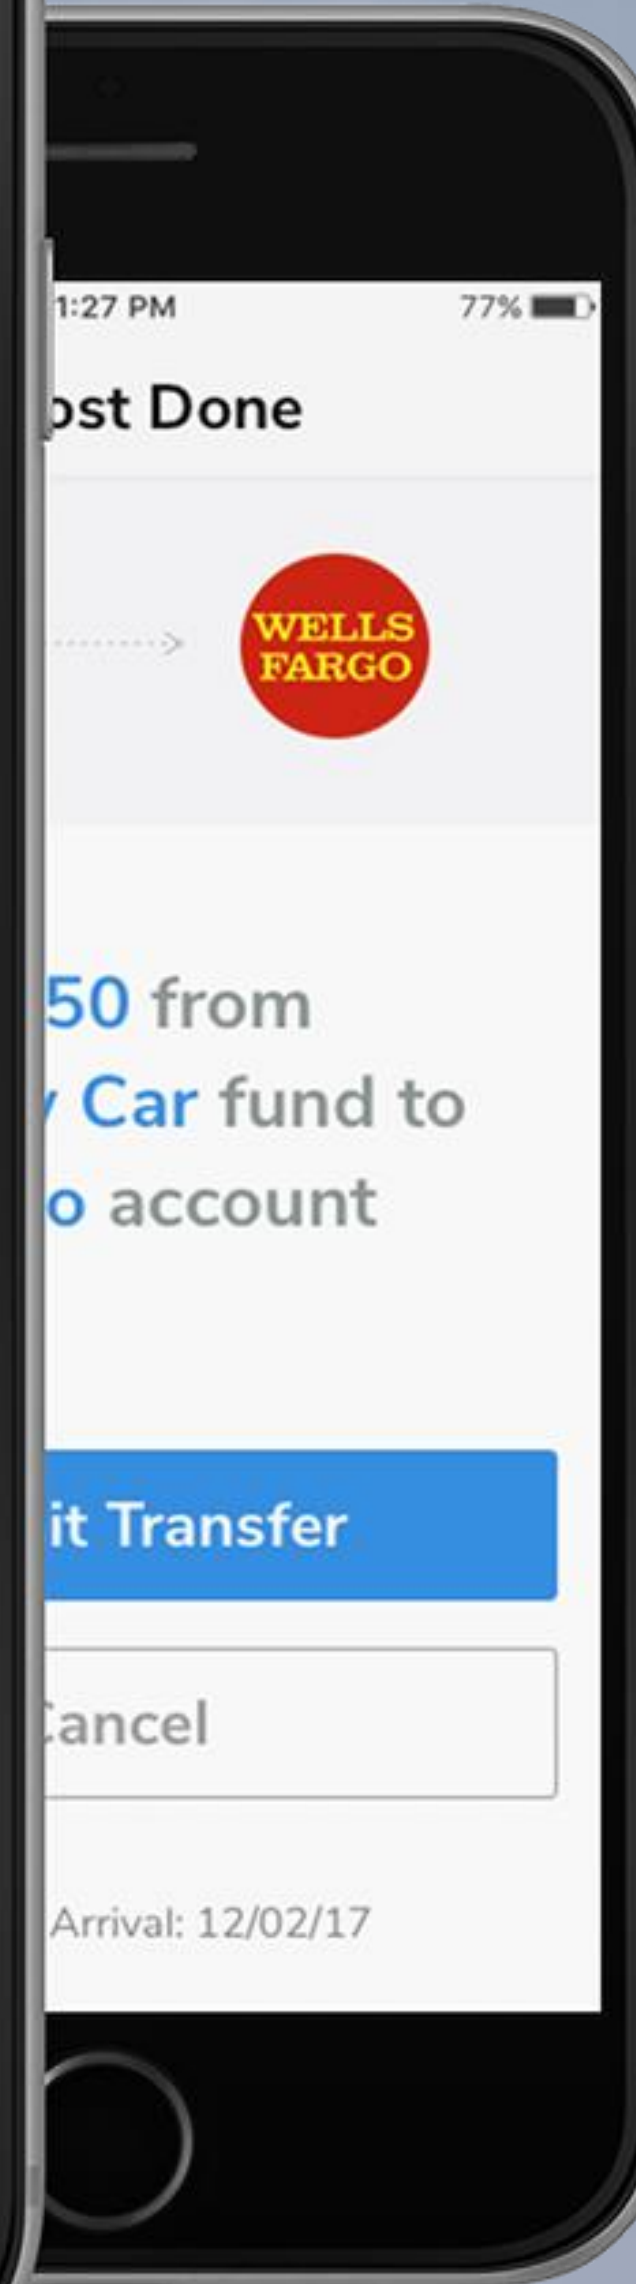 1:27 PM 77%
ost Done
WELLS
FARGO
50 from
Car fund to
o account
it Transfer
Cancel
Arrival: 12/02/17